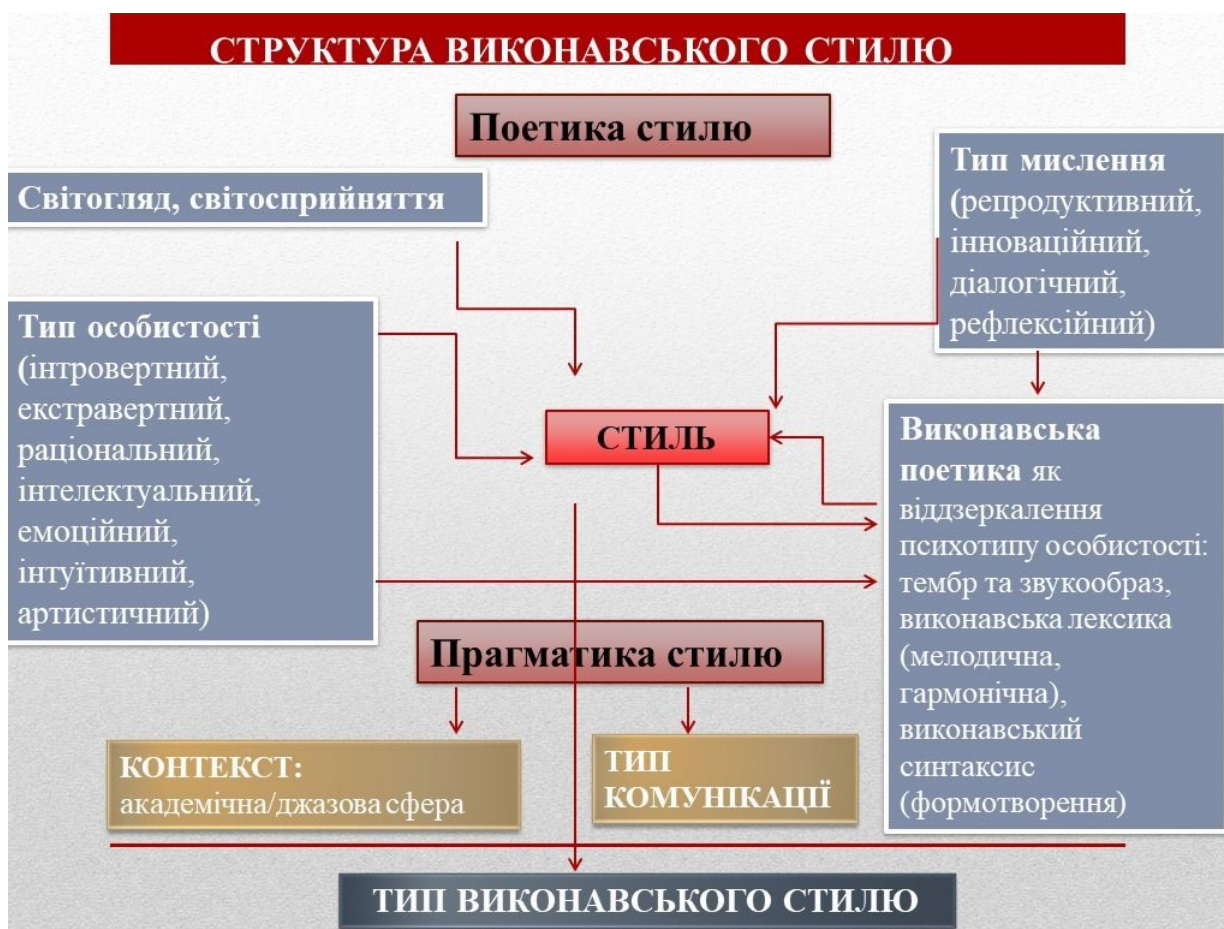 СТРУКТУРА ВИКОНАВСЬКОГО СТИЛЮ
Поетика стилю
Світогляд, світосприйняття
Тип мислення
(репродуктивний,
інноваційний,
діалогічний,
рефлексійний)
Тип особистості
(інтровертний,
екстравертний,
раціональний,
інтелектуальний,
емоційний,
інтуїтивний,
артистичний)
СТИЛЬ
Виконавська
поетика як
віддзеркалення
психотипу особистості:
тембр та звукообраз,
виконавська лексика
(мелодична,
гармонічна),
виконавський
синтаксис
(формотворення)
Прагматика стилю
КОНТЕКСТ:
академічна/джазова сфера
ТИП
КОМУНІКАЦІЇ
ТИП ВИКОНАВСЬКОГО СТИЛЮ